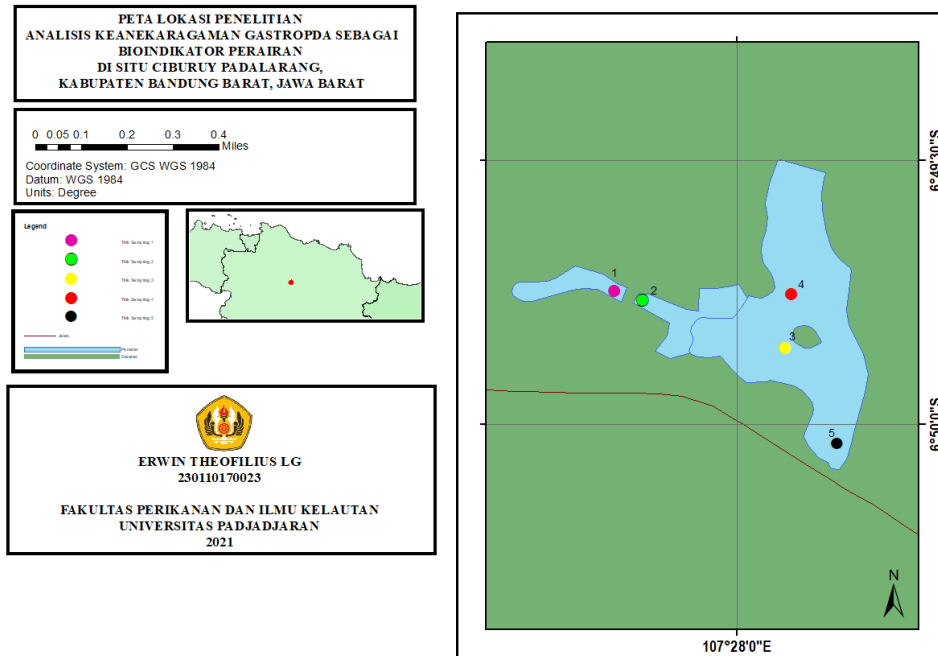 PETA LOKASI PENELITIAN
ANALISIS KEANEKARAGAMAN GASTROPDA SEBAGAI
BIOINDIKATOR PERAIRAN
DI SITU CIBURUY PADALARANG,
KABUPATEN BANDUNG BARAT, JAWA BARAT
0 0.05 0.1 0.2 0.3 0.4
Miles
Coordinate System: GCS WGS 1984
Datum: WGS 1984
Units: Degree
Legend
Titik Sampling 1
Titik Sampling 2
Titik Sampling 3
Titik Sampling 4
Titik Sampling 5
Jalan
Perairan
Daratan
ERWIN THEOFILIUS LG
230110170023
FAKULTAS PERIKANAN DAN ILMU KELAUTAN
UNIVERSITAS PADJADJARAN
2021
1
2
4
3
5
6°49'30"S
6°50'0"S
N
107°28'0"E